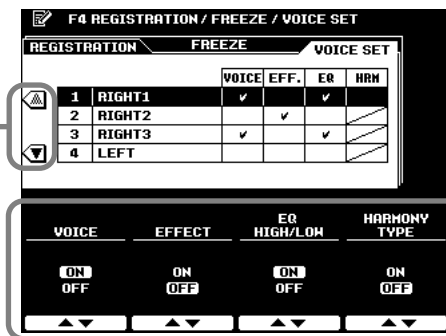 F4 REGISTRATION / FREEZE / VOICE SET
REGISTRATION FREEZE VOICE SET
VOICE EFF. EQ HRM
1 RIGHT1
2 RIGHT2
3 RIGHT3
4 LEFT
VOICE EFFECT EQ HIGH/LOW HARMONY TYPE
ON ON ON ON
OFF OFF OFF OFF